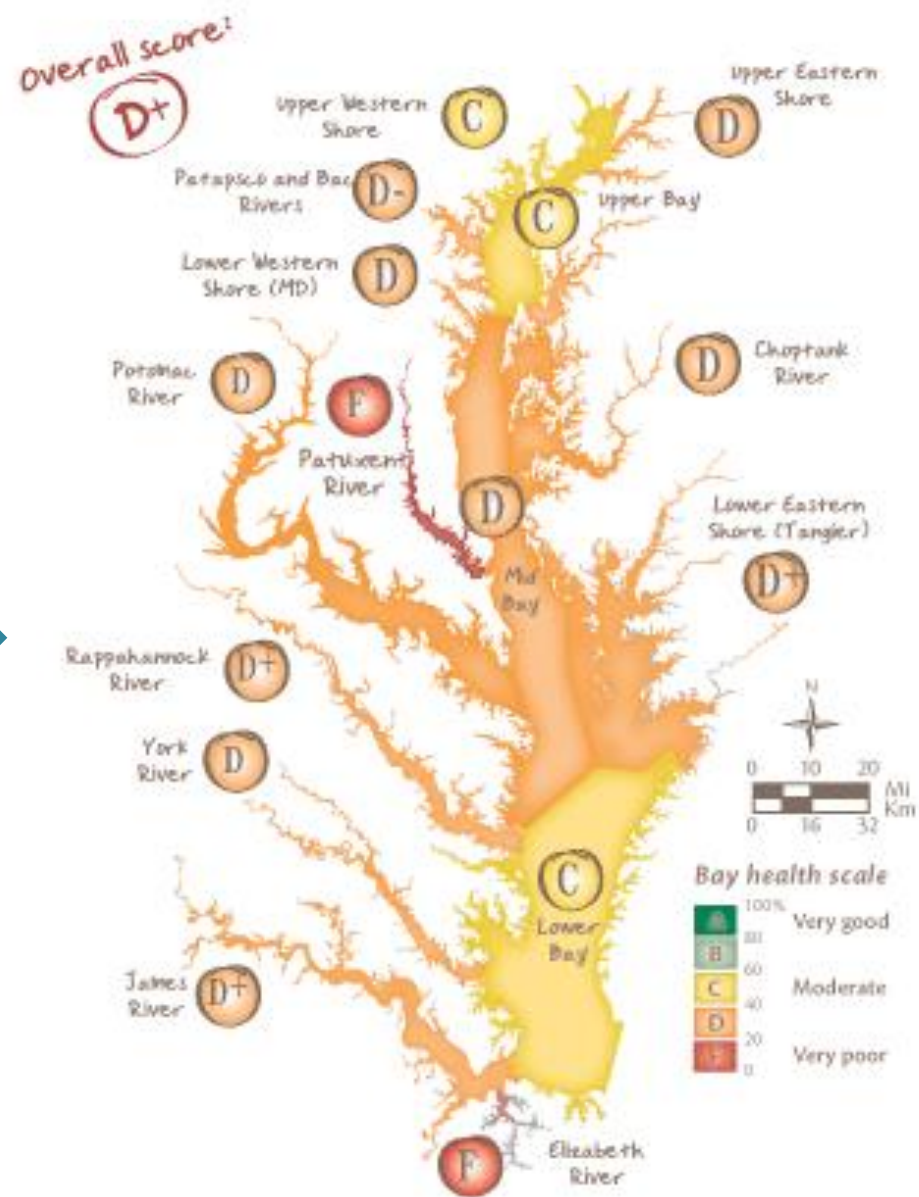 Overall score:
D+
Upper Western
Shore
C
Upper Eastern
Shore
D
Patapsco and Bac
Rivers
D-
Upper Bay
C
Lower Western
Shore (MD)
D
Potomac
River
D
F
Patuxent
River
Choptank
River
D
D
Mid
Bay
Lower Eastern
Shore (Tangier)
D+
Rappahannock
River
D+
York
River
D
N
0 10 20
Mi
Km
0 16 32
C
Lower
Bay
James
River
D+
Elizabeth
River
F
Bay health scale
100%
A
Very good
80
B
60
C
Moderate
40
D
20
F
Very poor
0